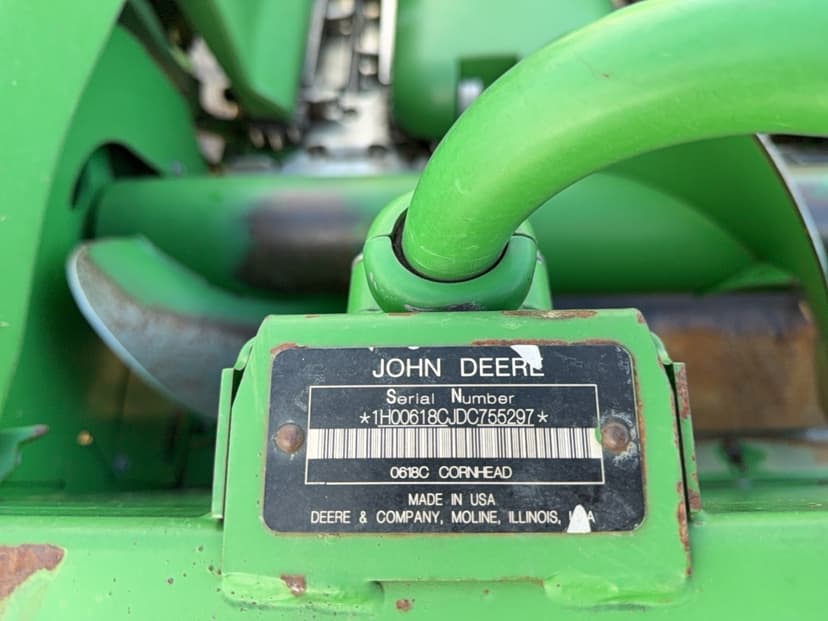 JOHN DEERE
Serial Number
*1H00618CJDC755297*
0618C CORNHEAD
MADE IN USA
DEERE & COMPANY, MOLINE, ILLINOIS,